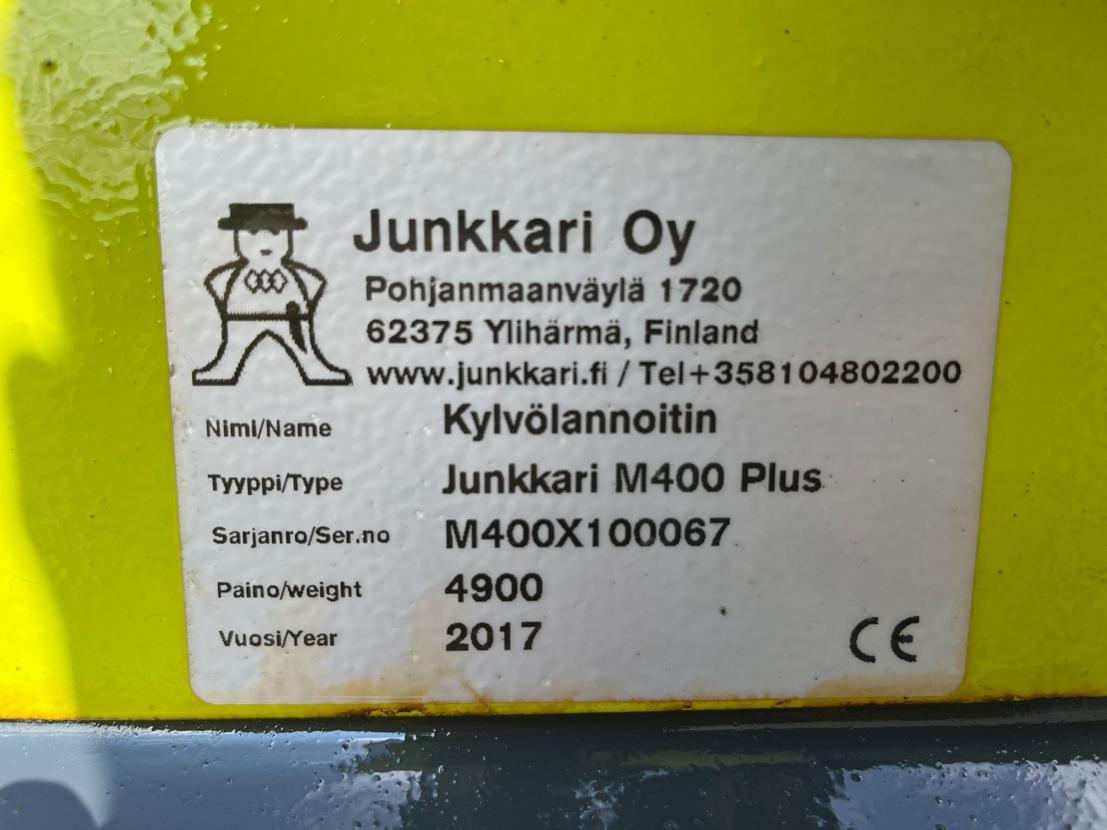 Junkkari Oy
Pohjanmaanväylä 1720
62375 Ylihärmä, Finland
www.junkkari.fi / Tel+358104802200
Nimi/Name Kylvölannoitin
Tyyppi/Type Junkkari M400 Plus
Sarjanro/Ser.no M400X100067
Paino/weight 4900
Vuosi/Year 2017
CE